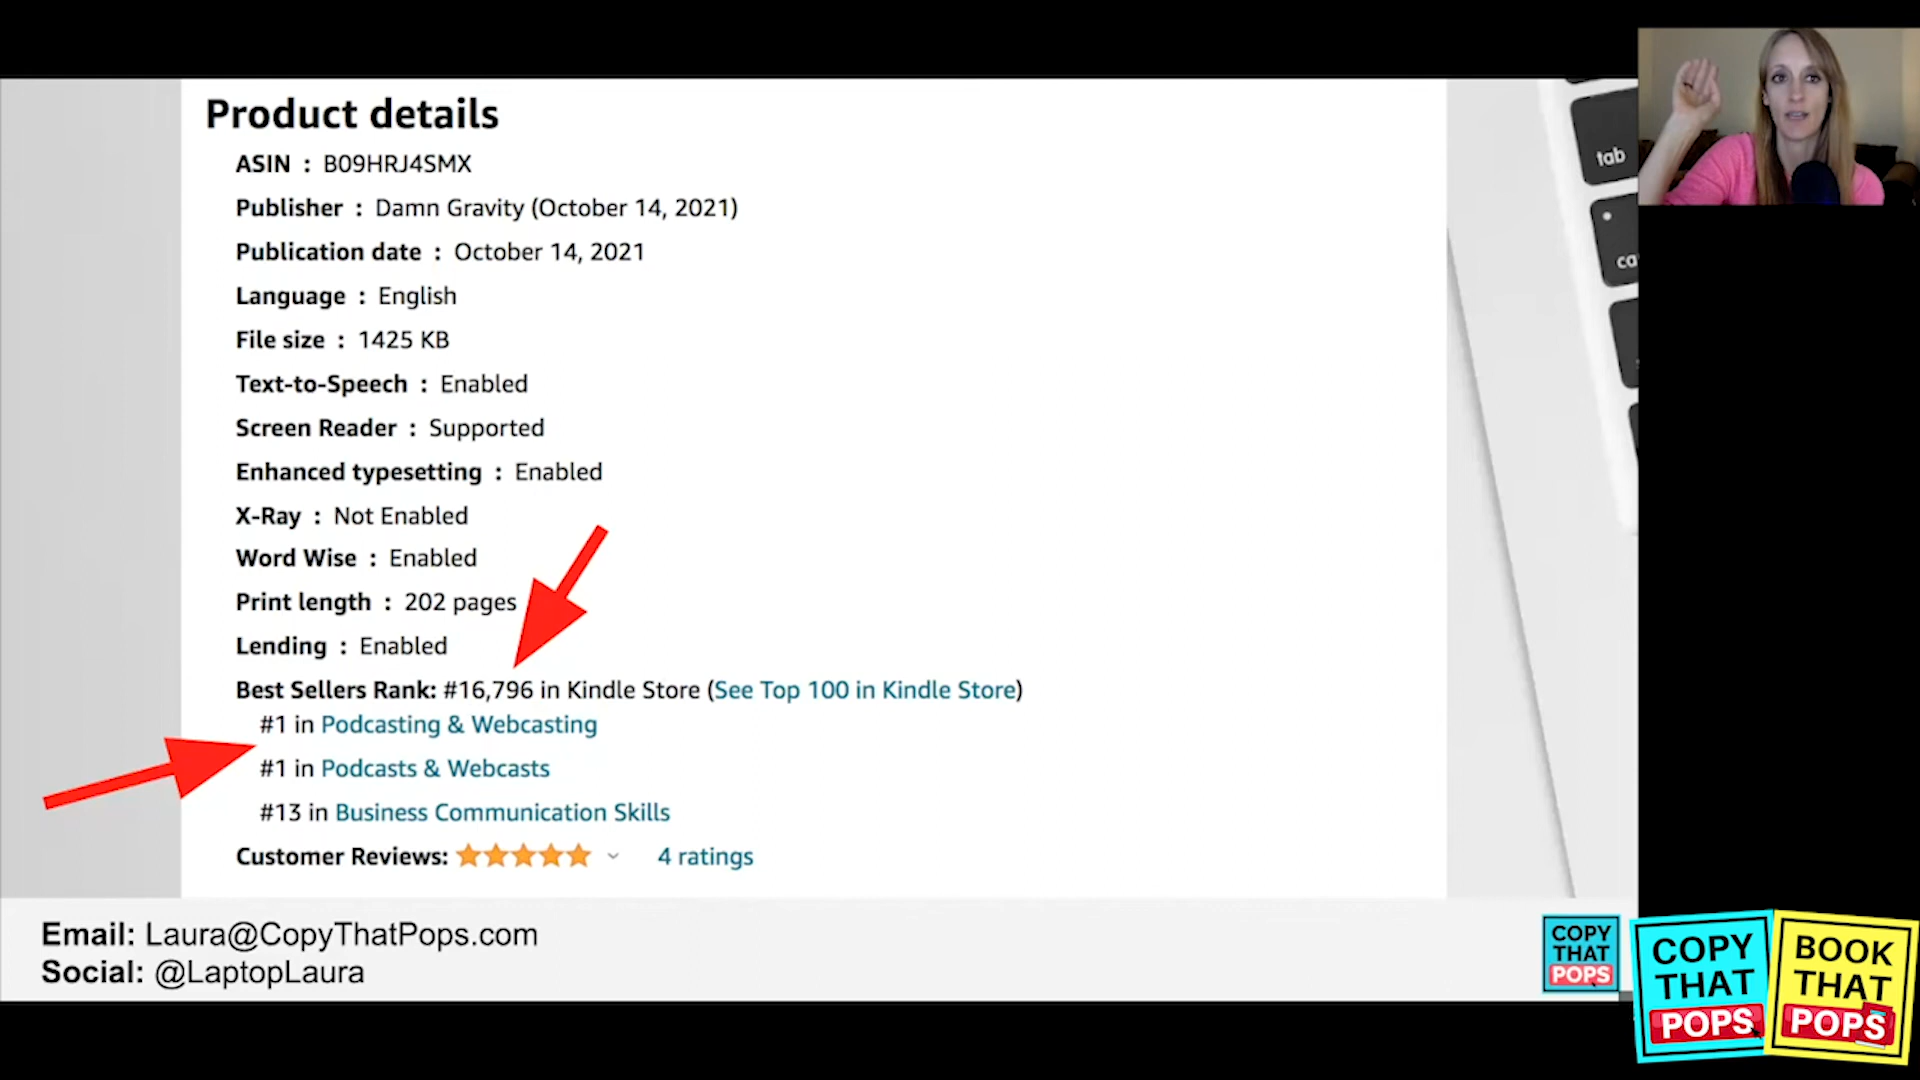 Product details
ASIN : B09HRJ4SMX
Publisher : Damn Gravity (October 14, 2021)
Publication date : October 14, 2021
Language : English
File size : 1425 KB
Text-to-Speech : Enabled
Screen Reader : Supported
Enhanced typesetting : Enabled
X-Ray : Not Enabled
Word Wise : Enabled
Print length : 202 pages
Lending : Enabled
Best Sellers Rank: #16,796 in Kindle Store (See Top 100 in Kindle Store)
#1 in Podcasting & Webcasting
#1 in Podcasts & Webcasts
#13 in Business Communication Skills
Customer Reviews: 4 ratings
tab
ca
Email: Laura@CopyThatPops.com
Social: @LaptopLaura
COPY
THAT
POPS
COPY
THAT
POPS
BOOK
THAT
POPS